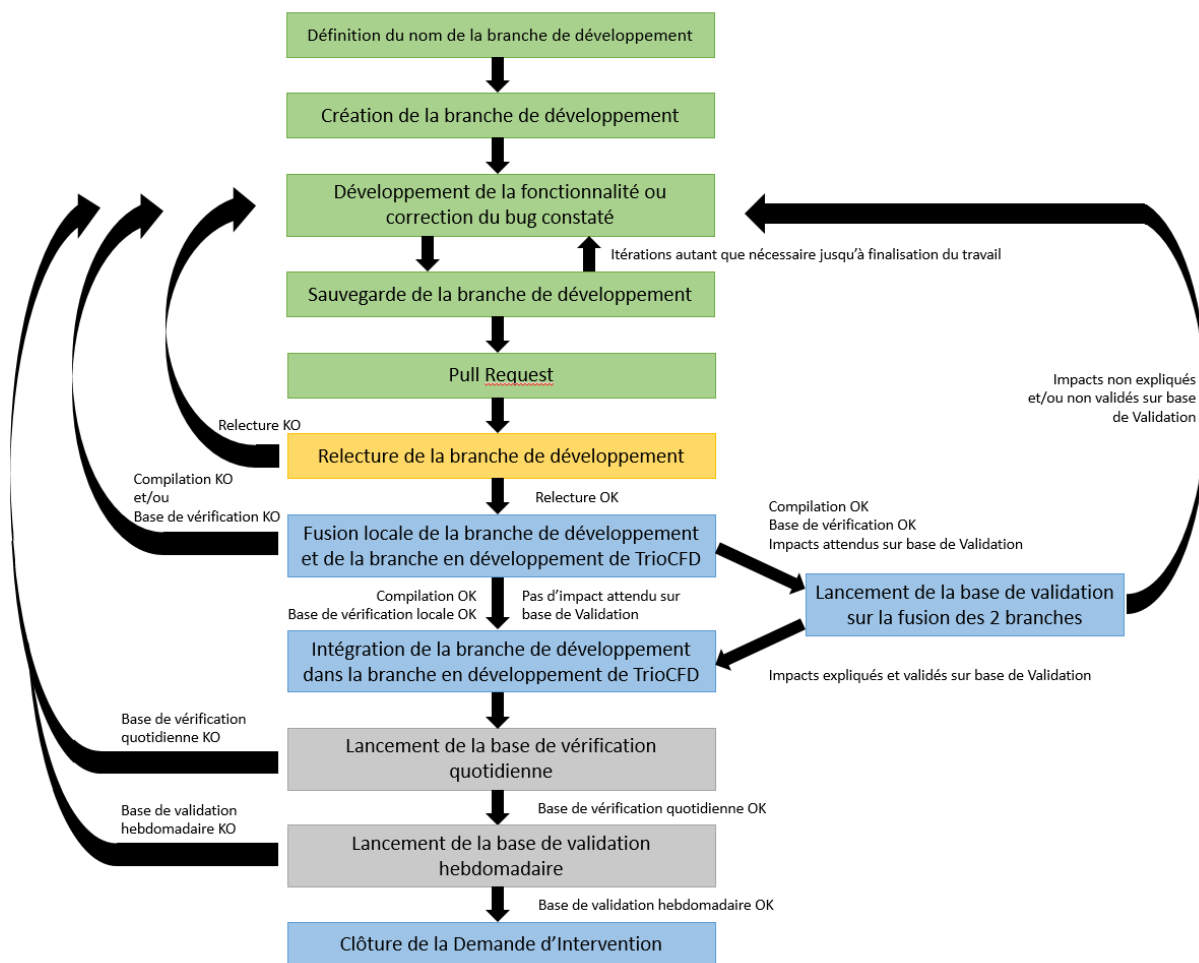 Définition du nom de la branche de développement
Création de la branche de développement
Développement de la fonctionnalité ou
correction du bug constaté
Itérations autant que nécessaire jusqu'à finalisation du travail
Sauvegarde de la branche de développement
Pull Request
Impacts non expliqués
et/ou non validés sur base
de Validation
Relecture KO
Relecture de la branche de développement
Compilation KO
et/ou
Base de vérification KO
Relecture OK
Compilation OK
Base de vérification OK
Impacts attendus sur base de Validation
Fusion locale de la branche de développement
et de la branche en développement de TrioCFD
Lancement de la base de validation
sur la fusion des 2 branches
Compilation OK
Base de vérification locale OK
Pas d'impact attendu sur
base de Validation
Intégration de la branche de développement
dans la branche en développement de TrioCFD
Impacts expliqués et validés sur base de Validation
Base de vérification
quotidienne KO
Lancement de la base de vérification
quotidienne
Base de vérification quotidienne OK
Base de validation
hebdomadaire KO
Lancement de la base de validation
hebdomadaire
Base de validation hebdomadaire OK
Clôture de la Demande d'Intervention